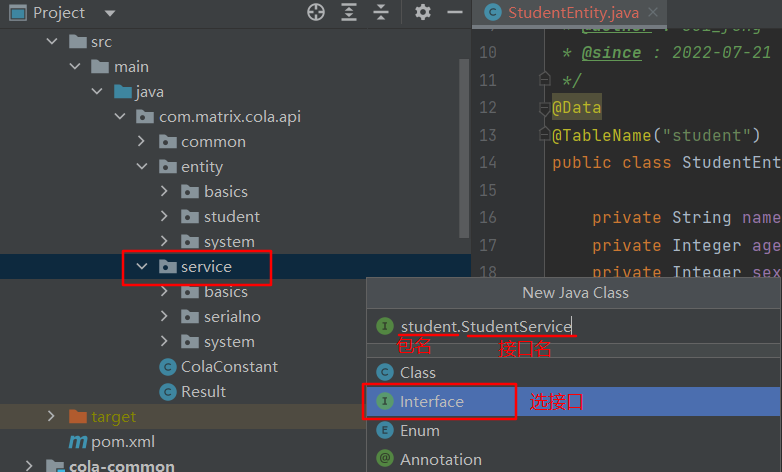 Project
src
main
java
com.matrix.cola.api
common
entity
basics
student
system
service
basics
serialno
system
ColaConstant
Result
target
pom.xml
cola-common
StudentEntity.java
10 * @since : 2022-07-21
11 */
12 @Data
13 @TableName("student")
14 public class StudentEnt
15
16 private String name
17 private Integer age
18 private Integer sex
New Java Class
student.StudentService
包名 接口名
Class
Interface 选接口
Enum
Annotation